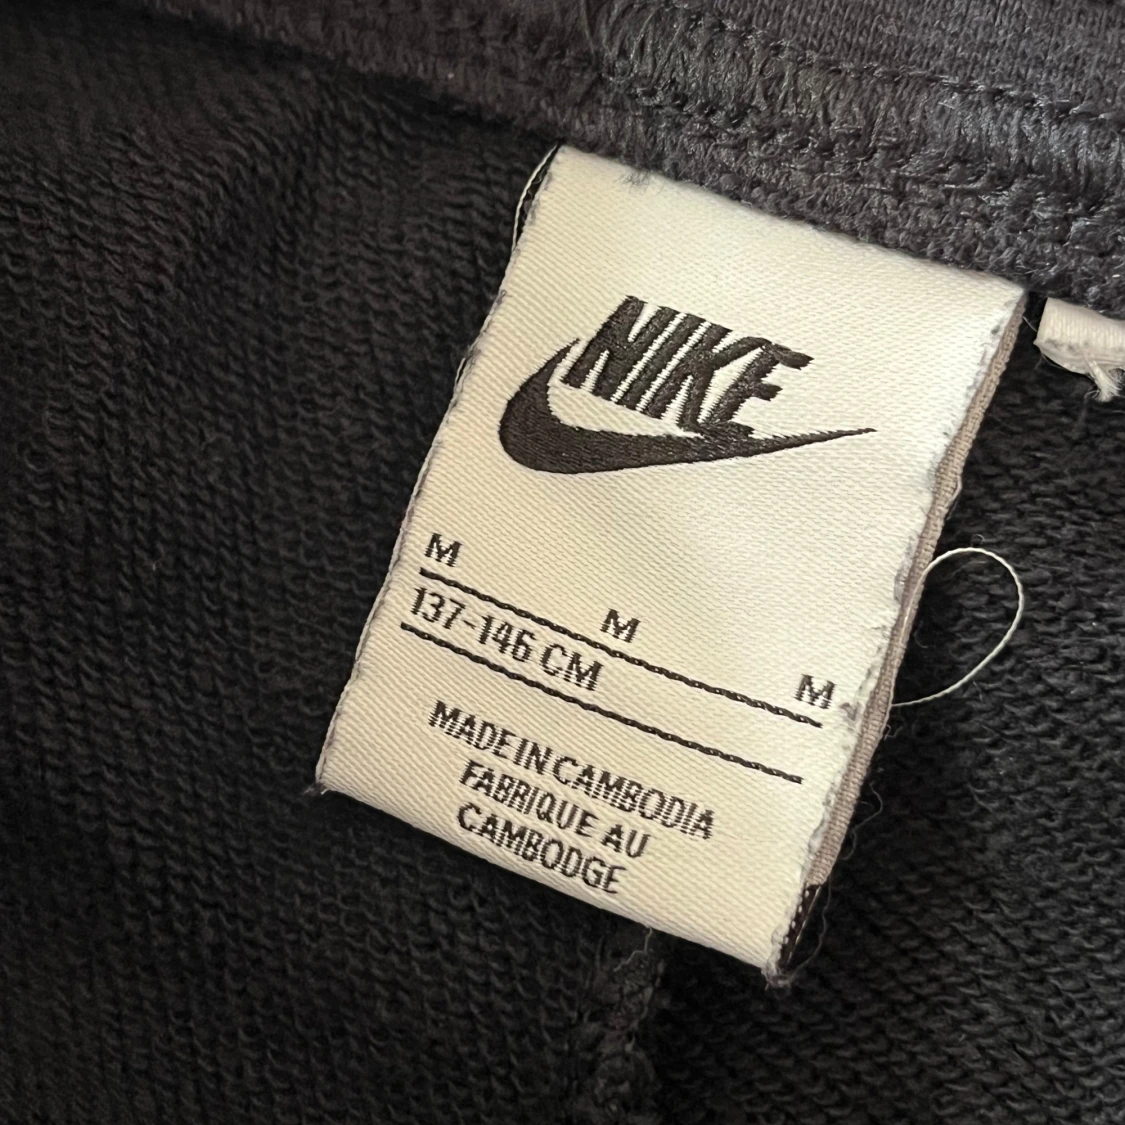 NIKE
M M M
137-146 CM
MADE IN CAMBODIA
FABRIQUE AU
CAMBODGE